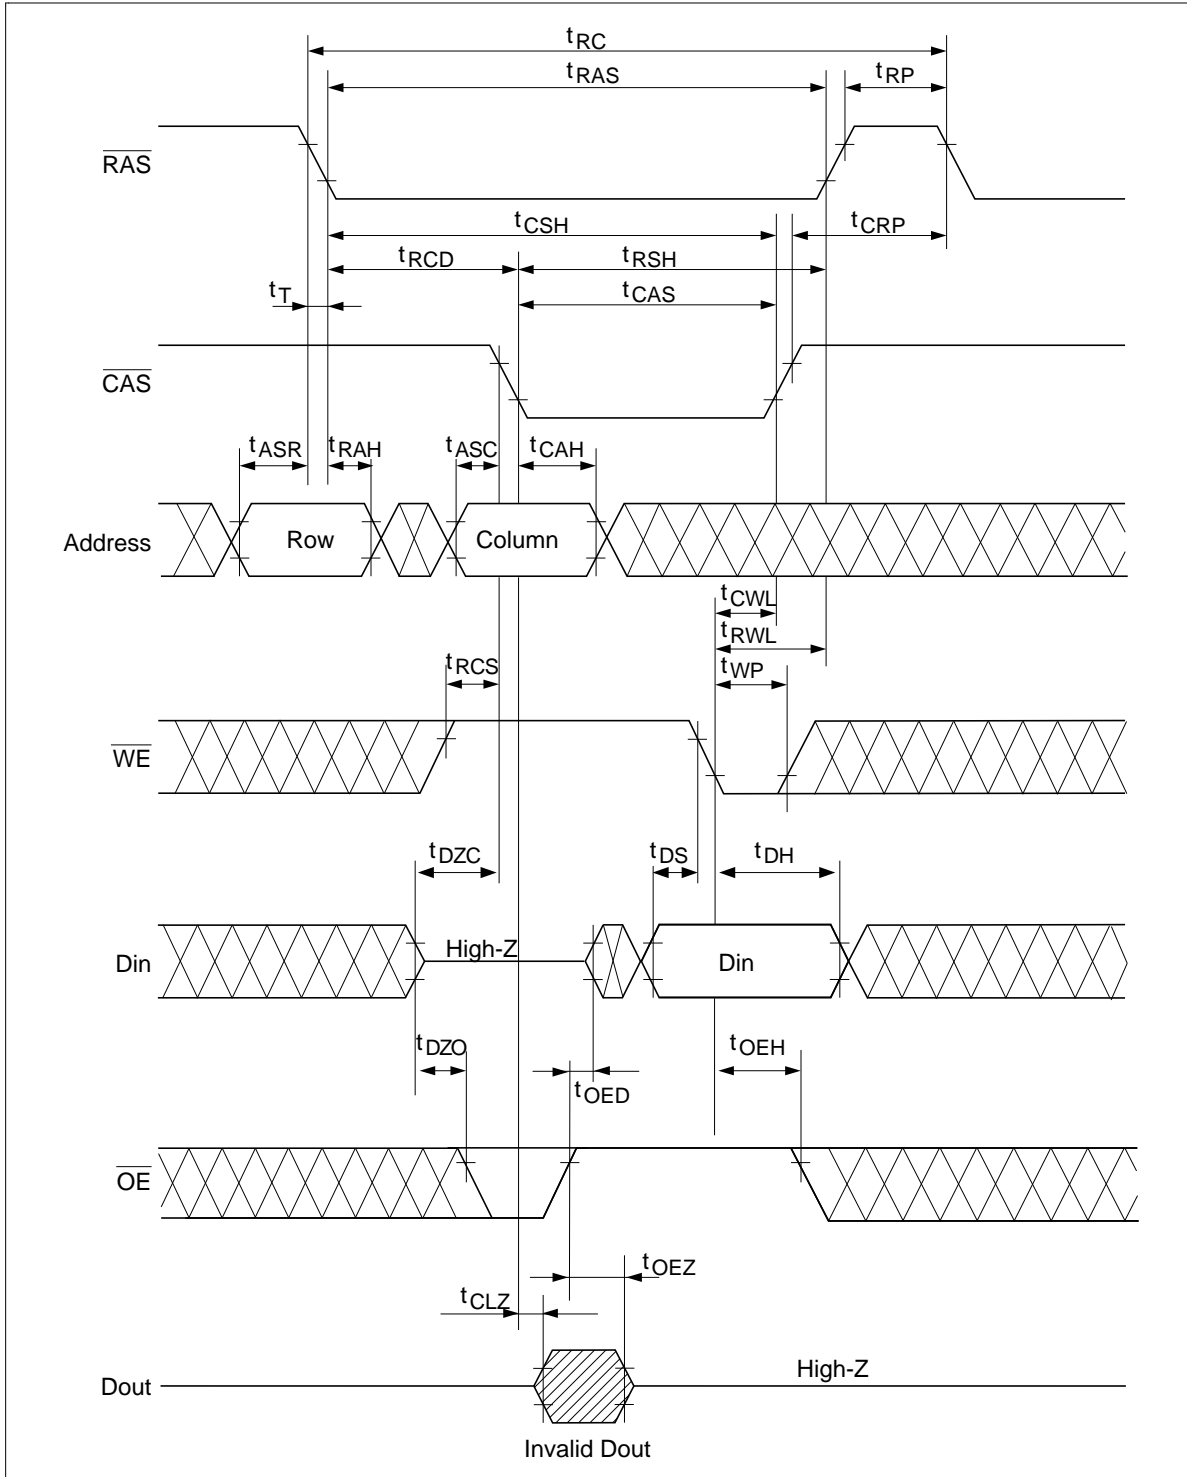 tRC
tRAS
tRP
RAS
tCSH
tCRP
tRCD
tRSH
tT
tCAS
CAS
tASR
tRAH
tASC
tCAH
Address
Row
Column
tCWL
tRWL
tRCS
tWP
WE
tDZC
tDS
tDH
Din
High-Z
Din
tDZO
tOEH
tOED
OE
tOEZ
tCLZ
Dout
High-Z
Invalid Dout